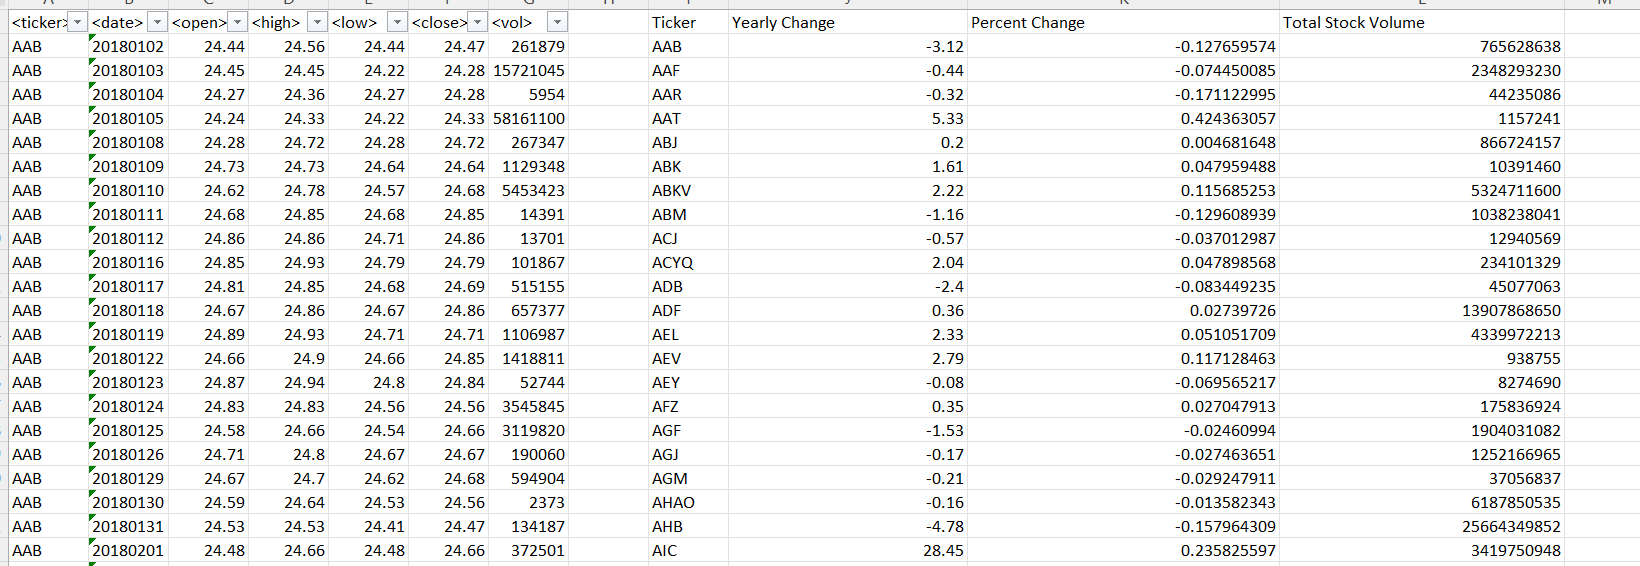 <ticker> <date> <open> <high> <low> <close> <vol> Ticker Yearly Change Percent Change Total Stock Volume
AAB 20180102 24.44 24.56 24.44 24.47 261879 AAB -3.12 -0.127659574 765628638
AAB 20180103 24.45 24.45 24.22 24.28 15721045 AAF -0.44 -0.074450085 2348293230
AAB 20180104 24.27 24.36 24.27 24.28 5954 AAR -0.32 -0.171122995 44235086
AAB 20180105 24.24 24.33 24.22 24.33 58161100 AAT 5.33 0.424363057 1157241
AAB 20180108 24.28 24.72 24.28 24.72 267347 ABJ 0.2 0.004681648 866724157
AAB 20180109 24.73 24.73 24.64 24.64 1129348 ABK 1.61 0.047959488 10391460
AAB 20180110 24.62 24.78 24.57 24.68 5453423 ABKV 2.22 0.115685253 5324711600
AAB 20180111 24.68 24.85 24.68 24.85 14391 ABM -1.16 -0.129608939 1038238041
AAB 20180112 24.86 24.86 24.71 24.86 13701 ACJ -0.57 -0.037012987 12940569
AAB 20180116 24.85 24.93 24.79 24.79 101867 ACYQ 2.04 0.047898568 234101329
AAB 20180117 24.81 24.85 24.68 24.69 515155 ADB -2.4 -0.083449235 45077063
AAB 20180118 24.67 24.86 24.67 24.86 657377 ADF 0.36 0.02739726 13907868650
AAB 20180119 24.89 24.93 24.71 24.71 1106987 AEL 2.33 0.051051709 4339972213
AAB 20180122 24.66 24.9 24.66 24.85 1418811 AEV 2.79 0.117128463 938755
AAB 20180123 24.87 24.94 24.8 24.84 52744 AEY -0.08 -0.069565217 8274690
AAB 20180124 24.83 24.83 24.56 24.56 3545845 AFZ 0.35 0.027047913 175836924
AAB 20180125 24.58 24.66 24.54 24.66 3119820 AGF -1.53 -0.02460994 1904031082
AAB 20180126 24.71 24.8 24.67 24.67 190060 AGJ -0.17 -0.027463651 1252166965
AAB 20180129 24.67 24.7 24.62 24.68 594904 AGM -0.21 -0.029247911 37056837
AAB 20180130 24.59 24.64 24.53 24.56 2373 AHAO -0.16 -0.013582343 6187850535
AAB 20180131 24.53 24.53 24.41 24.47 134187 AHB -4.78 -0.157964309 25664349852
AAB 20180201 24.48 24.66 24.48 24.66 372501 AIC 28.45 0.235825597 3419750948